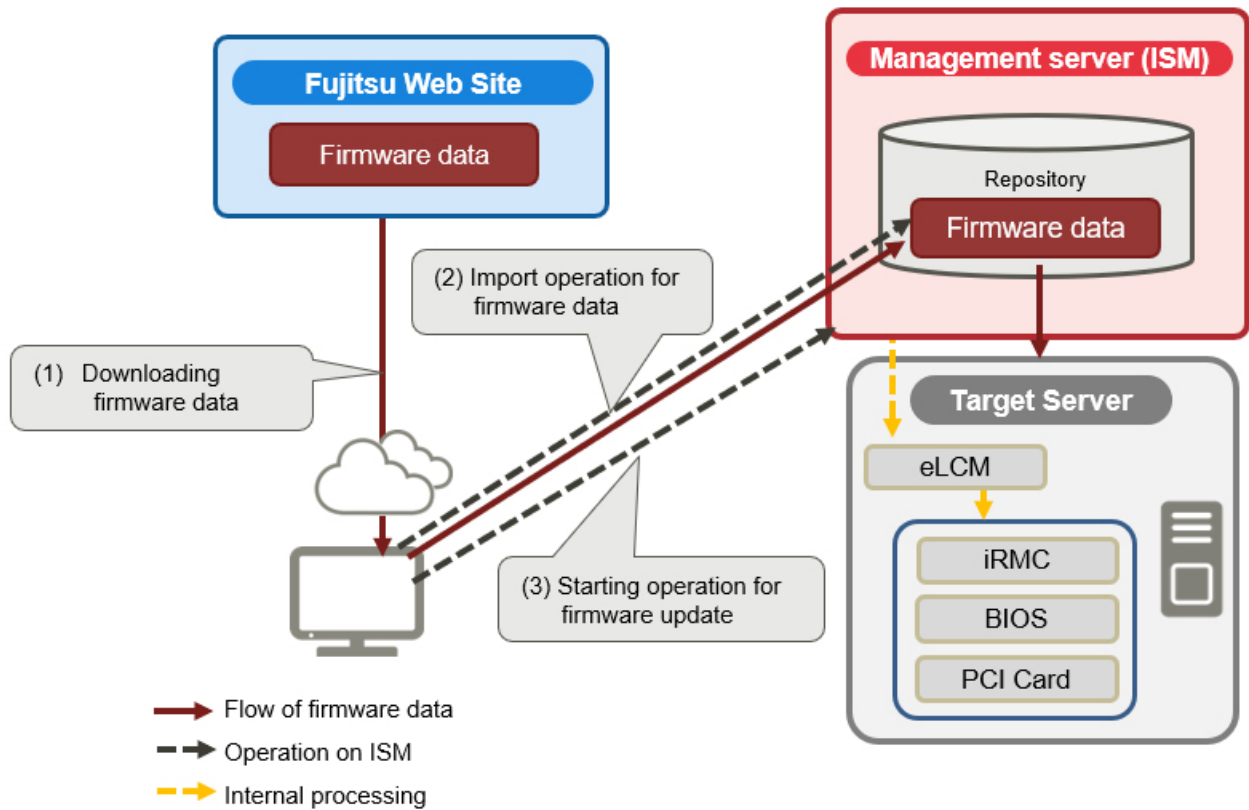 Fujitsu Web Site
Firmware data
Management server (ISM)
Repository
Firmware data
(2) Import operation for
firmware data
(1) Downloading
firmware data
Target Server
eLCM
iRMC
BIOS
PCI Card
(3) Starting operation for
firmware update
Flow of firmware data
Operation on ISM
Internal processing